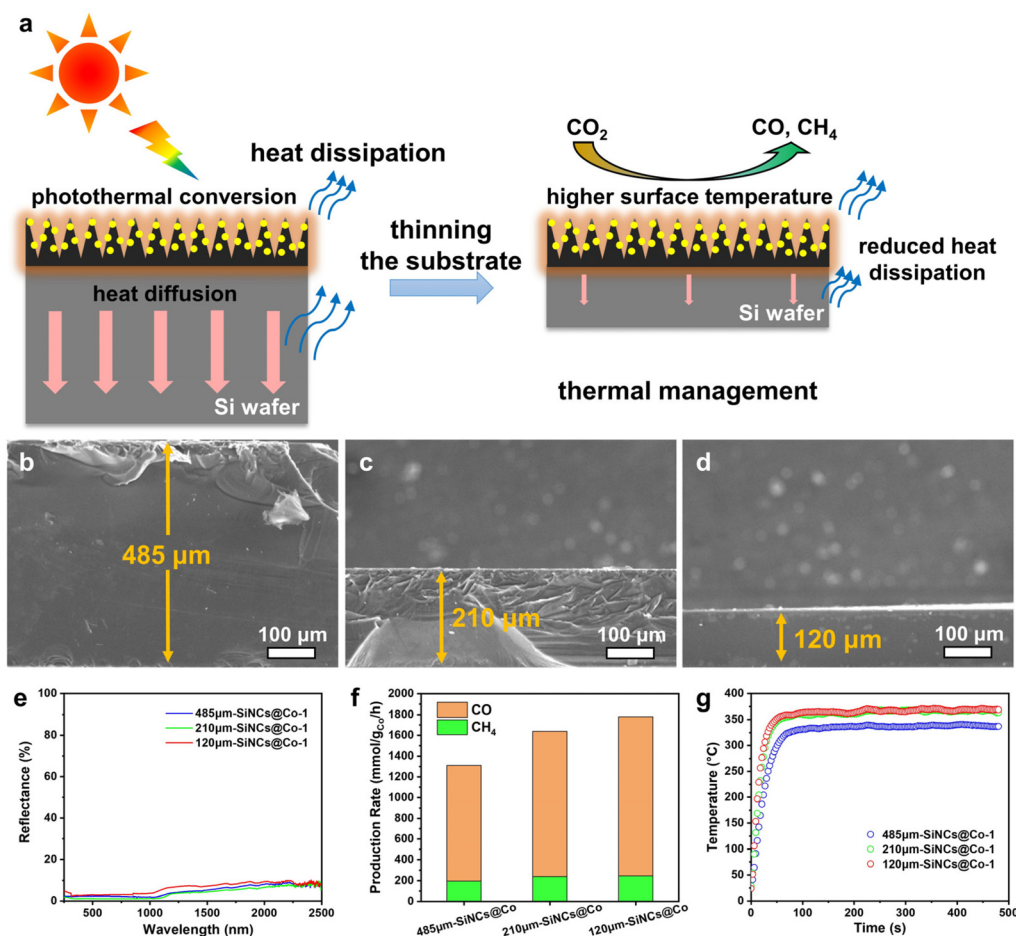 a
heat dissipation
photothermal conversion
heat diffusion
Si wafer
thinning
the substrate
CO₂
CO, CH₄
higher surface temperature
reduced heat
dissipation
Si wafer
thermal management
b
485 μm
100 μm
c
210 μm
100 μm
d
120 μm
100 μm
e
Reflectance (%)
100
80
60
40
20
0
485μm-SiNCs@Co-1
210μm-SiNCs@Co-1
120μm-SiNCs@Co-1
500
1000
1500
2000
2500
Wavelength (nm)
f
Production Rate (mmol/g_Co/h)
2000
1800
1600
1400
1200
1000
800
600
400
200
0
CO
CH₄
485μm-SiNCs@Co
210μm-SiNCs@Co
120μm-SiNCs@Co
g
Temperature (°C)
400
350
300
250
200
150
100
50
0
485μm-SiNCs@Co-1
210μm-SiNCs@Co-1
120μm-SiNCs@Co-1
0
100
200
300
400
500
Time (s)